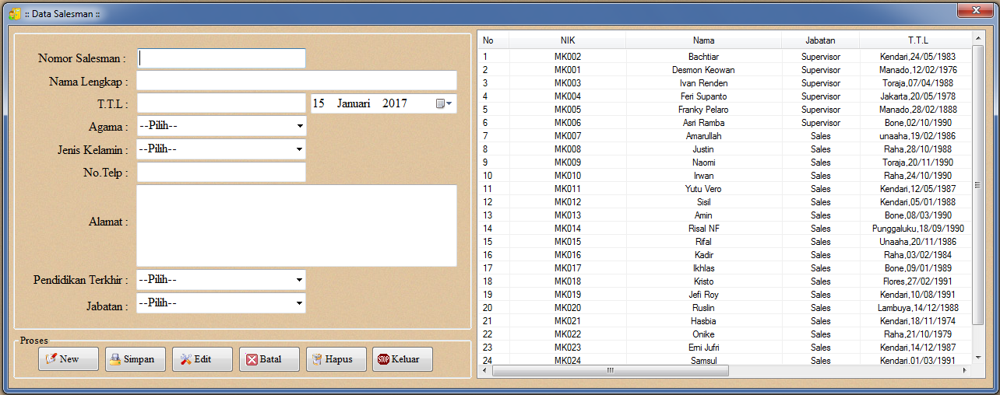 :: Data Salesman ::
Nomor Salesman :
Nama Lengkap :
T.T.L :
15 Januari 2017
Agama :
--Pilih--
Jenis Kelamin :
--Pilih--
No.Telp :
Alamat :
Pendidikan Terkhir :
--Pilih--
Jabatan :
--Pilih--
Proses
New Simpan Edit Batal Hapus STOP Keluar
No NIK Nama Jabatan T.T.L
1 MK002 Bachtiar Supervisor Kendari,24/05/1983
2 MK001 Desmon Keowan Supervisor Manado,12/02/1976
3 MK003 Ivan Renden Supervisor Toraja,07/04/1988
4 MK004 Feri Supanto Supervisor Jakarta,20/05/1978
5 MK005 Franky Pelaro Supervisor Manado,28/02/1888
6 MK006 Asri Ramba Supervisor Bone,02/10/1990
7 MK007 Amarullah Sales unaaha,19/02/1986
8 MK008 Justin Sales Raha,28/10/1988
9 MK009 Naomi Sales Toraja,20/11/1990
10 MK010 Irwan Sales Raha,24/10/1990
11 MK011 Yutu Vero Sales Kendari,12/05/1987
12 MK012 Sisil Sales Kendari,05/01/1988
13 MK013 Amin Sales Bone,08/03/1990
14 MK014 Risal NF Sales Punggaluku,18/09/1990
15 MK015 Rifal Sales Unaaha,20/11/1986
16 MK016 Kadir Sales Raha,03/02/1984
17 MK017 Ikhlas Sales Bone,09/01/1989
18 MK018 Kristo Sales Flores,27/02/1991
19 MK019 Jefi Roy Sales Kendari,10/08/1991
20 MK020 Ruslin Sales Lambuya,14/12/1988
21 MK021 Hasbia Sales Kendari,18/11/1974
22 MK022 Onike Sales Raha,21/10/1979
23 MK023 Erni Jufri Sales Kendari,14/12/1987
24 MK024 Samsul Sales Kendari,01/03/1991